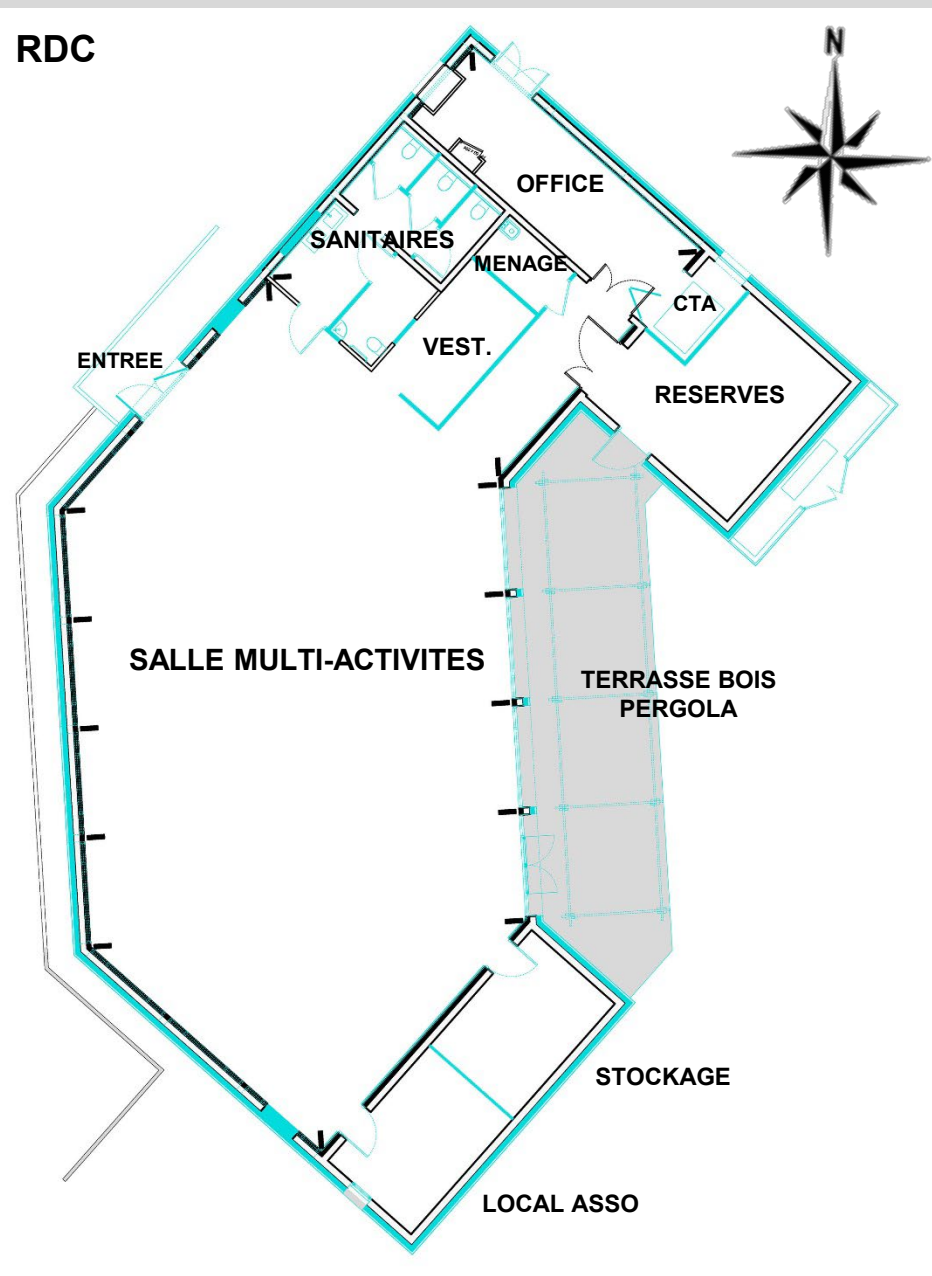 RDC
N
OFFICE
SANITAIRES
MENAGE
CTA
VEST.
ENTREE
RESERVES
SALLE MULTI-ACTIVITES
TERRASSE BOIS
PERGOLA
STOCKAGE
LOCAL ASSO